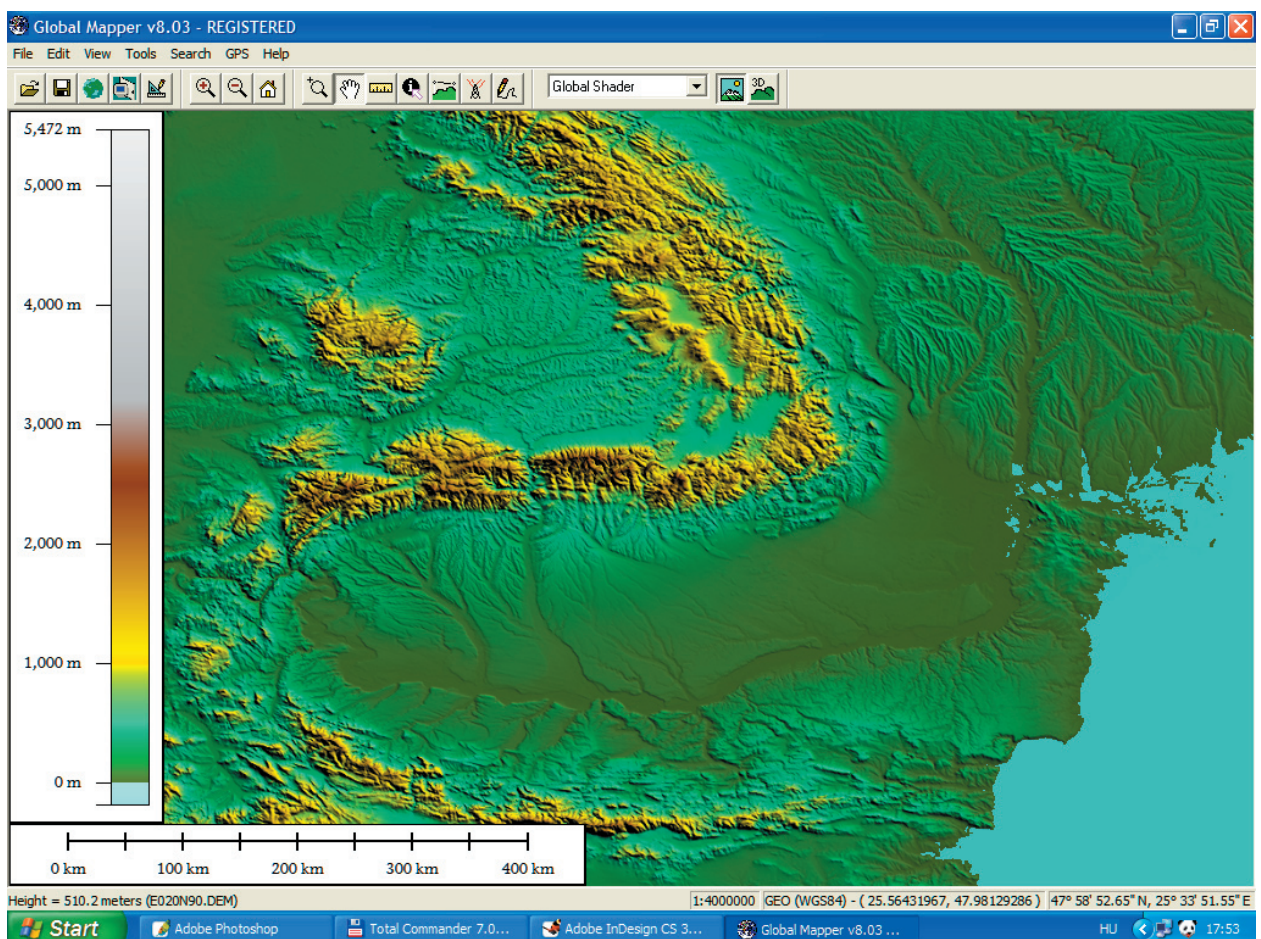 Global Mapper v8.03 - REGISTERED
File Edit View Tools Search GPS Help
Global Shader
3D
5,472 m
5,000 m
4,000 m
3,000 m
2,000 m
1,000 m
0 m
0 km 100 km 200 km 300 km 400 km
Height = 510.2 meters (E020N90.DEM) 1:4000000 GEO (WGS84) - ( 25.56431967, 47.98129286 ) 47° 58' 52.65" N, 25° 33' 51.55" E
Start Adobe Photoshop Total Commander 7.0... Adobe InDesign CS 3... Global Mapper v8.03 ... HU 17:53